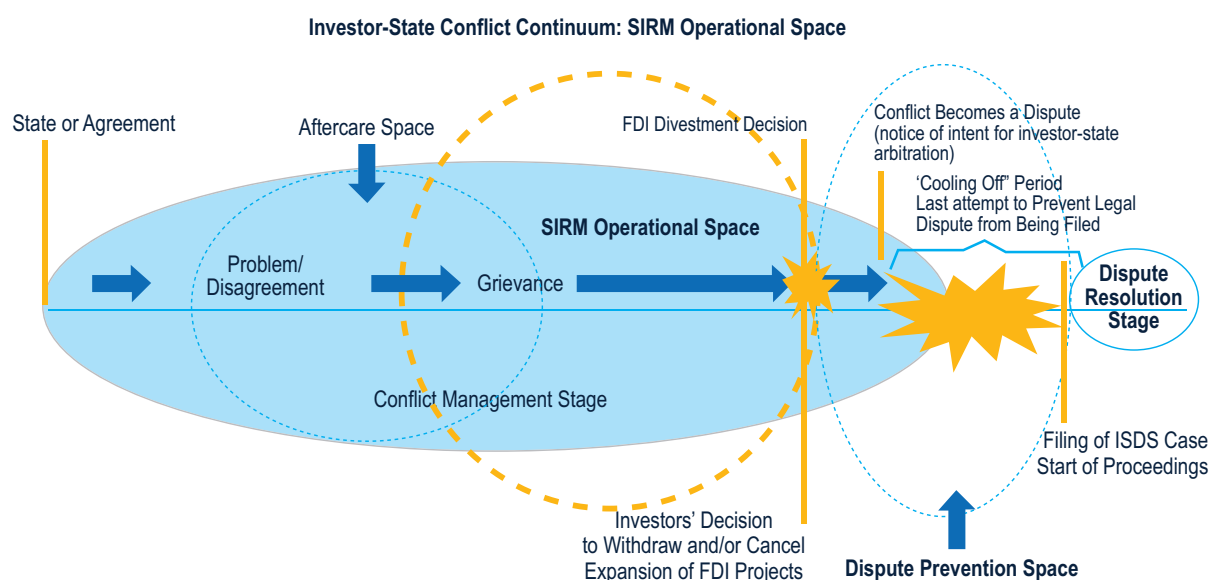 Investor-State Conflict Continuum: SIRM Operational Space
State or Agreement
Aftercare Space
FDI Divestment Decision
Conflict Becomes a Dispute
(notice of intent for investor-state
arbitration)
‘Cooling Off” Period
Last attempt to Prevent Legal
Dispute from Being Filed
SIRM Operational Space
Problem/
Disagreement
Grievance
Dispute
Resolution
Stage
Conflict Management Stage
Filing of ISDS Case
Start of Proceedings
Investors’ Decision
to Withdraw and/or Cancel
Expansion of FDI Projects
Dispute Prevention Space